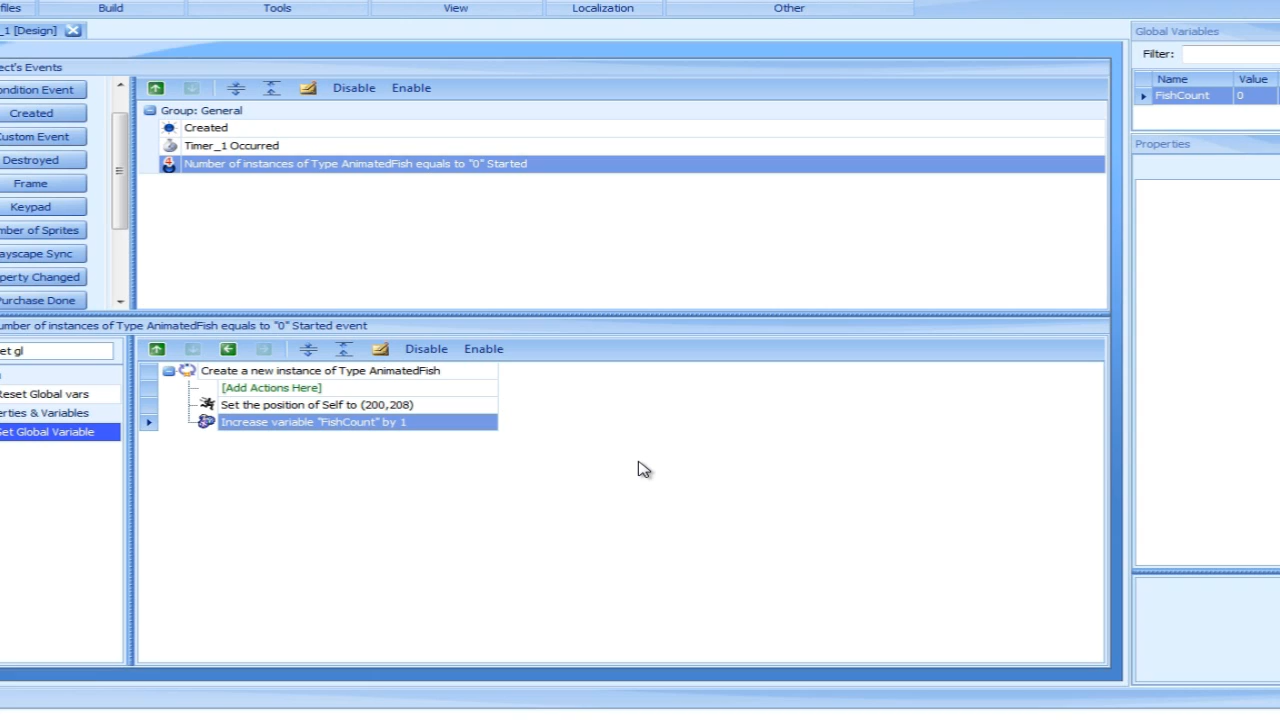 files Build Tools View Localization Other
_1 [Design]
ect's Events
ondition Event
Created
Custom Event
Destroyed
Frame
Keypad
mber of Sprites
ayscape Sync
perty Changed
Purchase Done
Disable Enable
Group: General
Created
Timer_1 Occurred
Number of instances of Type AnimatedFish equals to "0" Started
umber of instances of Type AnimatedFish equals to "0" Started event
et gl
Reset Global vars
erties & Variables
Set Global Variable
Disable Enable
Create a new instance of Type AnimatedFish
[Add Actions Here]
Set the position of Self to (200,208)
Increase variable "FishCount" by 1
Global Variables
Filter:
Name Value
FishCount 0
Properties